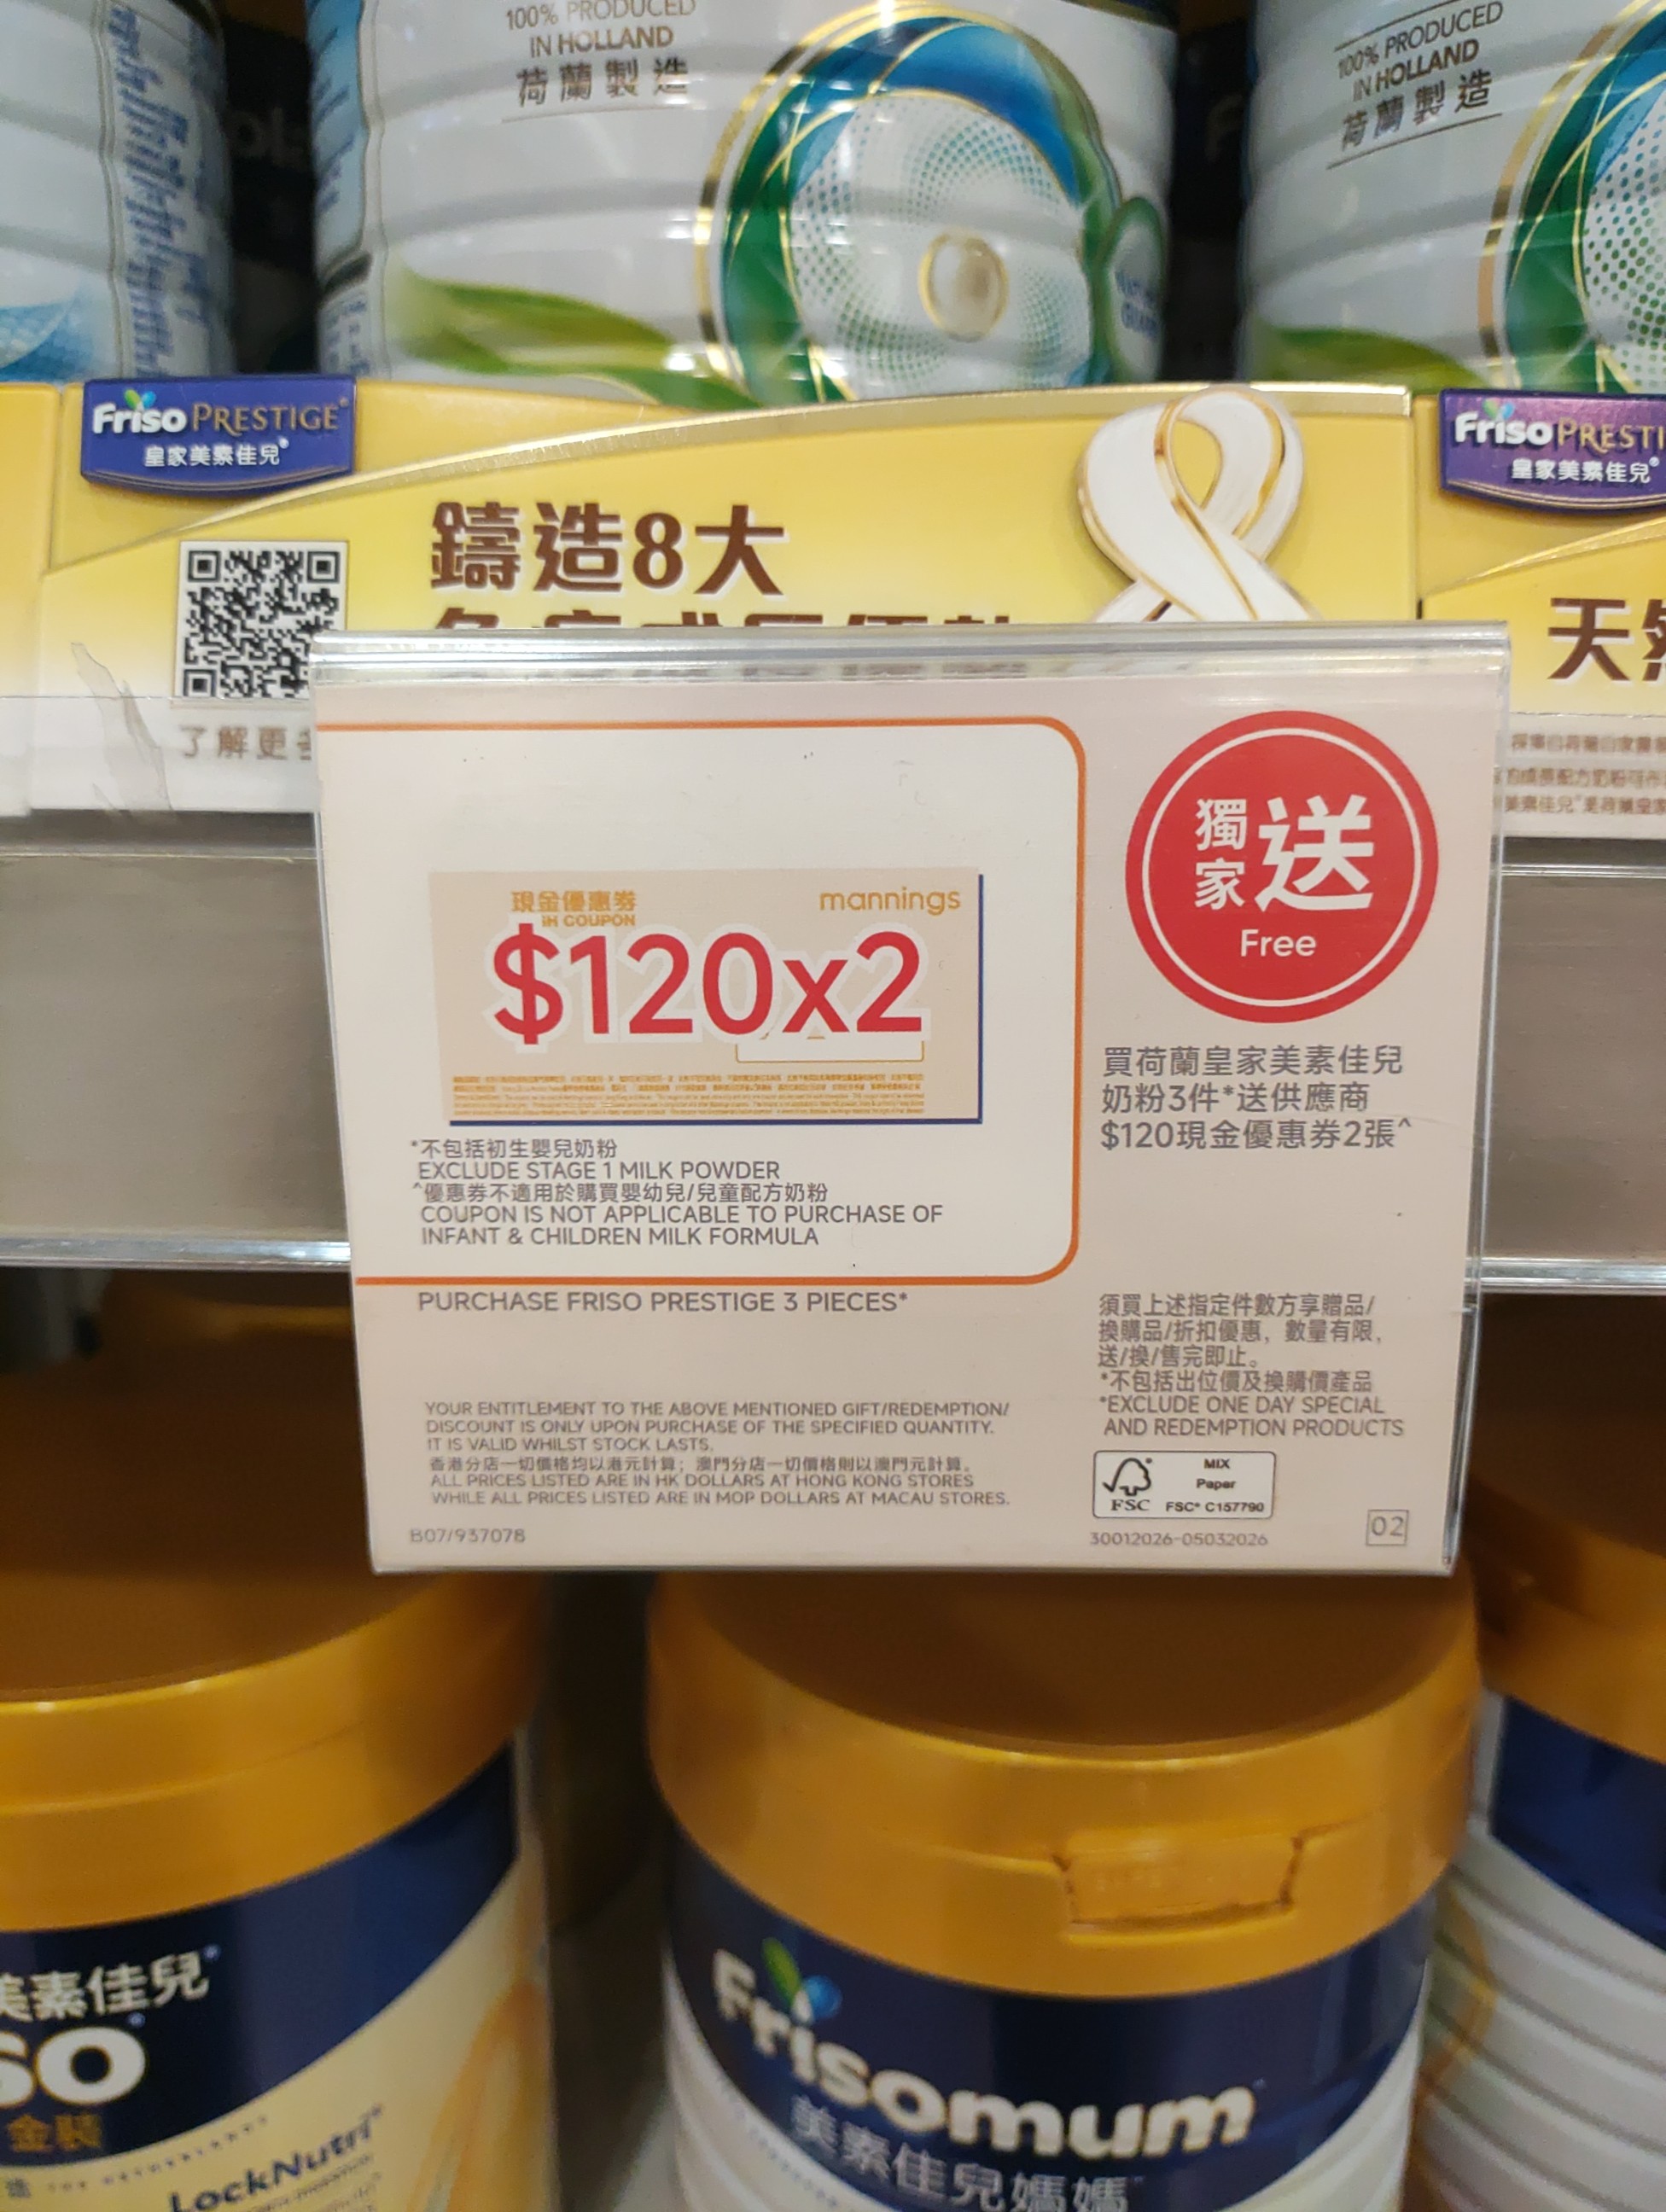 100% PRODUCED
IN HOLLAND
荷蘭製造
100% PRODUCED
IN HOLLAND
荷蘭製造
Friso PRESTIGE®
皇家美素佳兒®
Friso PRESTI
皇家美素佳兒®
鑄造8大
天
了解更
現金優惠券
COUPON
mannings
$120x2
獨家送
Free
買荷蘭皇家美素佳兒
奶粉3件*送供應商
$120現金優惠券2張^
*不包括初生嬰兒奶粉
EXCLUDE STAGE 1 MILK POWDER
^優惠券不適用於購買嬰幼兒/兒童配方奶粉
COUPON IS NOT APPLICABLE TO PURCHASE OF
INFANT & CHILDREN MILK FORMULA
PURCHASE FRISO PRESTIGE 3 PIECES*
須買上述指定件數方享贈品/
換購品/折扣優惠，數量有限，
送/換/售完即止。
*不包括出位價及換購價產品
*EXCLUDE ONE DAY SPECIAL
AND REDEMPTION PRODUCTS
YOUR ENTITLEMENT TO THE ABOVE MENTIONED GIFT/REDEMPTION/
DISCOUNT IS ONLY UPON PURCHASE OF THE SPECIFIED QUANTITY.
IT IS VALID WHILST STOCK LASTS.
香港分店一切價格均以港元計算；澳門分店一切價格則以澳門元計算。
ALL PRICES LISTED ARE IN HK DOLLARS AT HONG KONG STORES
WHILE ALL PRICES LISTED ARE IN MOP DOLLARS AT MACAU STORES.
FSC
MIX
Paper
FSC® C157790
B07/937078
30012026-05032026
02
美素佳兒®
SO
金裝
LockNutri
Frisomum
美素佳兒媽媽